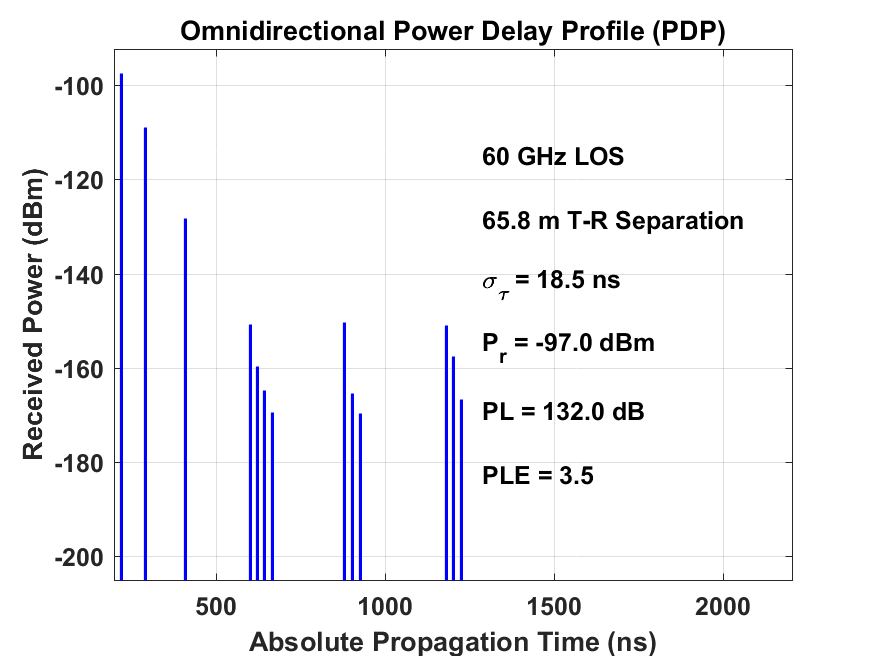 Omnidirectional Power Delay Profile (PDP)
Received Power (dBm)
-100
-120
-140
-160
-180
-200
60 GHz LOS
65.8 m T-R Separation
σ_τ = 18.5 ns
P_r = -97.0 dBm
PL = 132.0 dB
PLE = 3.5
500 1000 1500 2000
Absolute Propagation Time (ns)